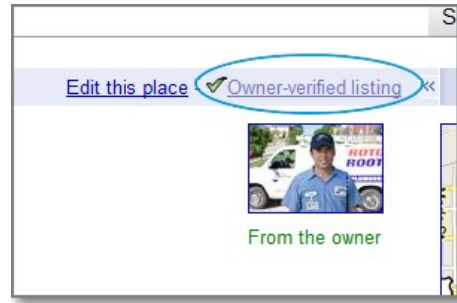 S
Edit this place - Owner-verified listing «
ROTO
ROOT
From the owner